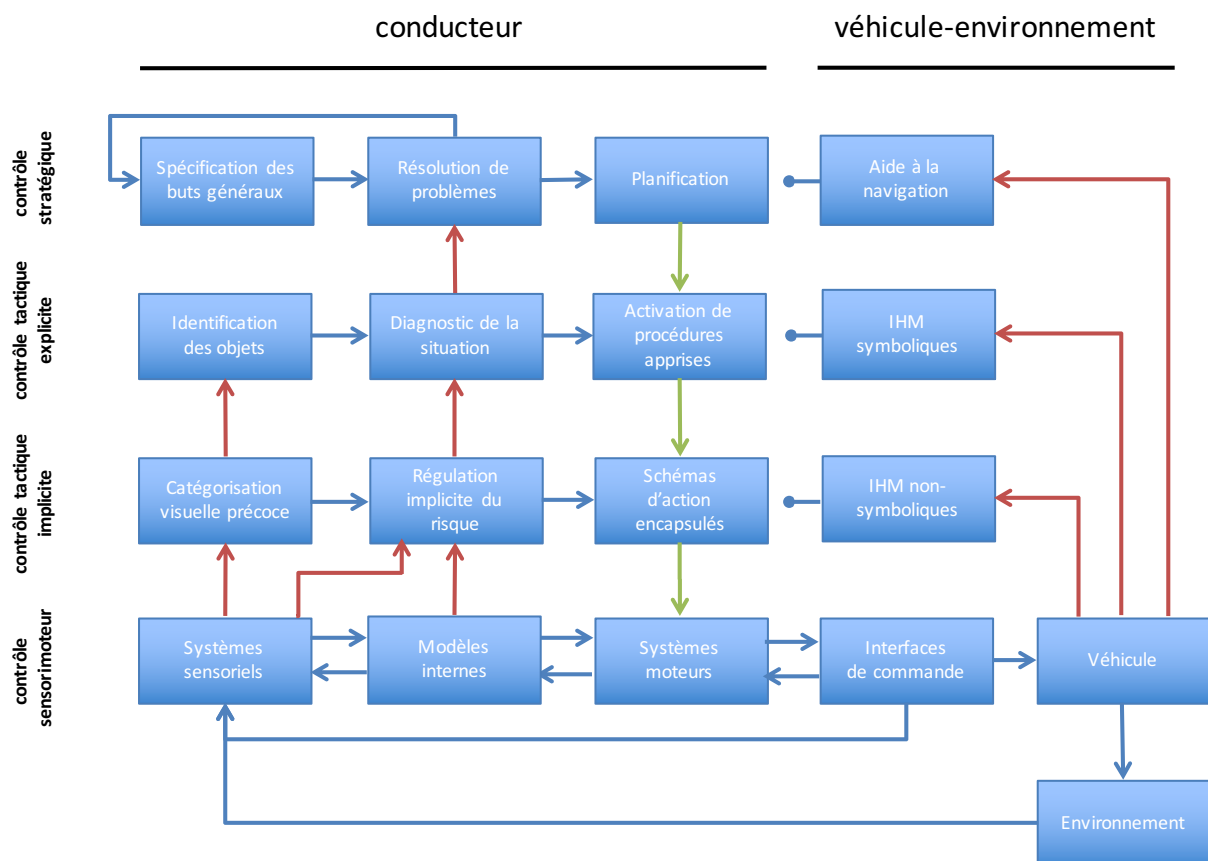 conducteur
véhicule-environnement
contrôle
stratégique
Spécification des
buts généraux
Résolution de
problèmes
Planification
Aide à la
navigation
contrôle tactique
explicite
Identification
des objets
Diagnostic de la
situation
Activation de
procédures
apprises
IHM
symboliques
contrôle tactique
implicite
Catégorisation
visuelle précoce
Régulation
implicite du
risque
Schémas
d’action
encapsulés
IHM non-
symboliques
contrôle
sensorimoteur
Systèmes
sensoriels
Modèles
internes
Systèmes
moteurs
Interfaces
de commande
Véhicule
Environnement